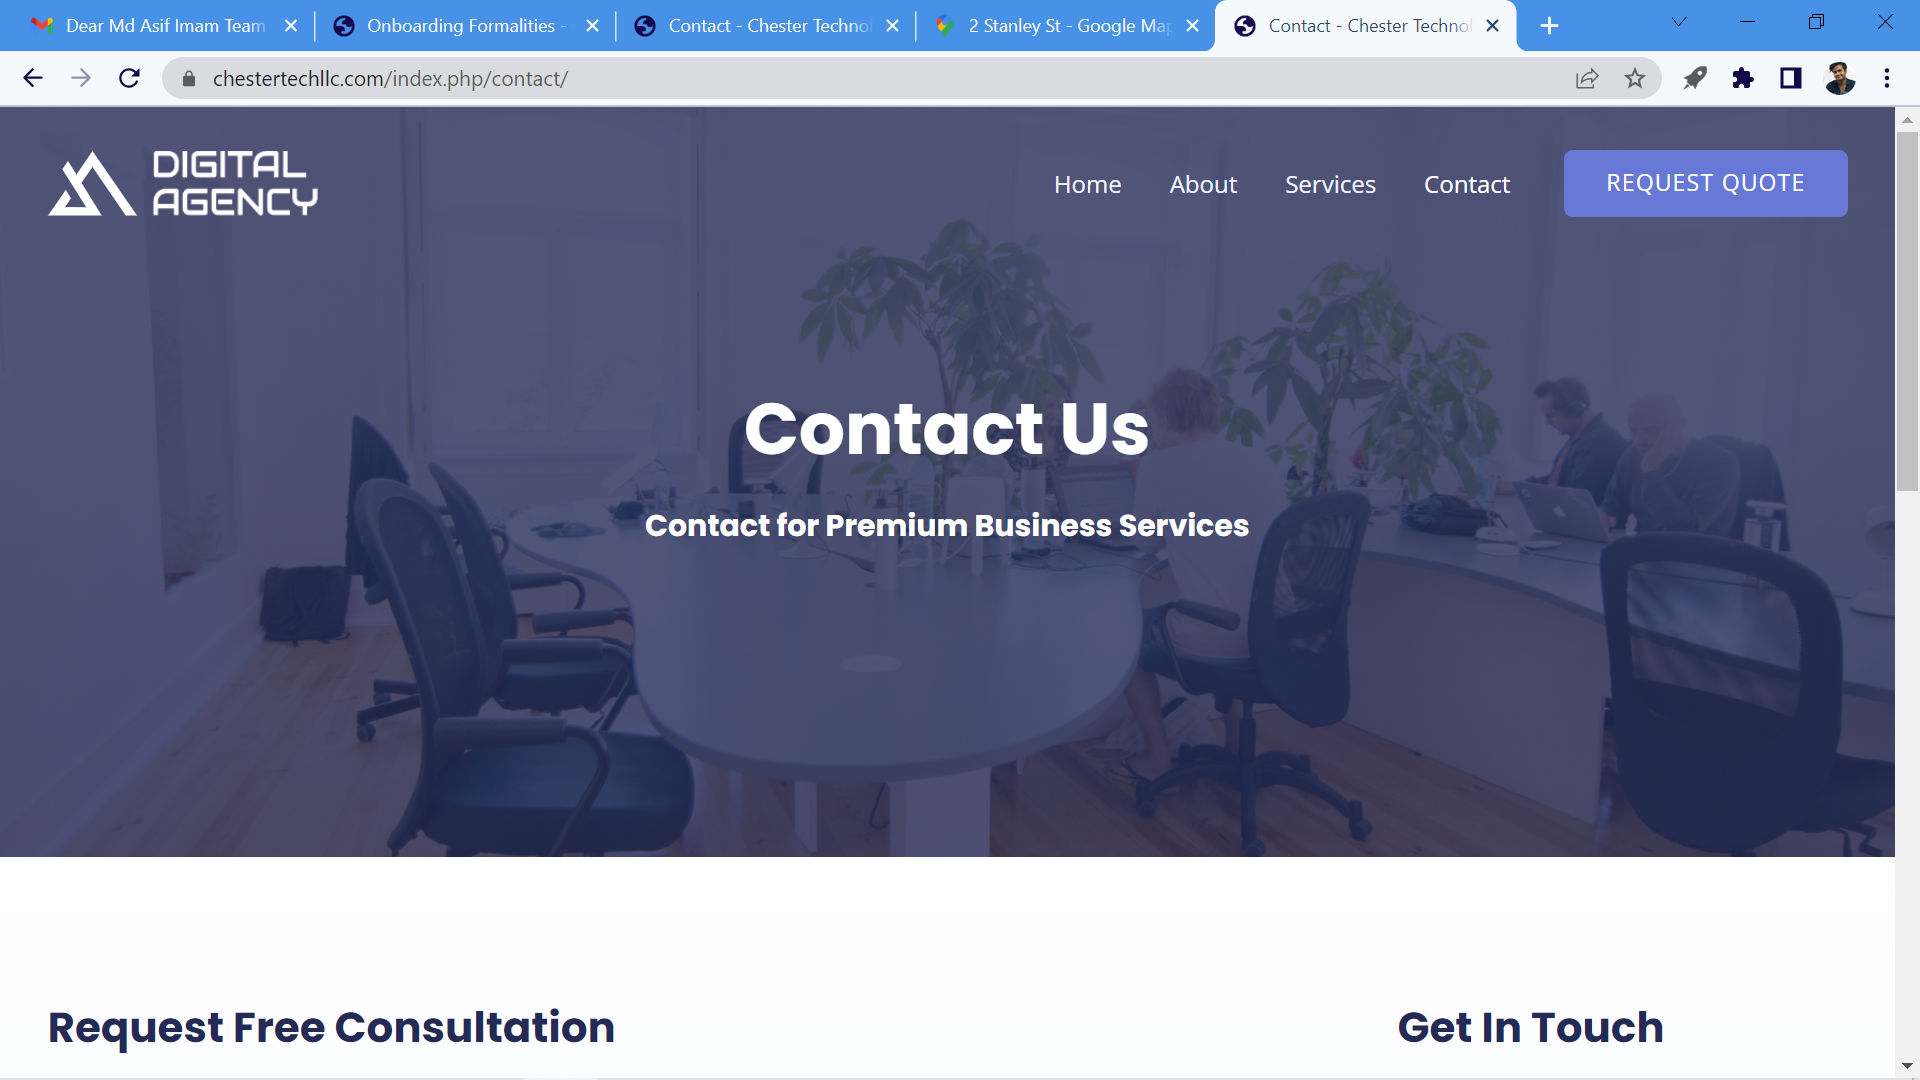 Dear Md Asif Imam Team
Onboarding Formalities -
Contact - Chester Technol
2 Stanley St - Google Map
Contact - Chester Technol
chestertechllc.com/index.php/contact/
DIGITAL
AGENCY
Home
About
Services
Contact
REQUEST QUOTE
Contact Us
Contact for Premium Business Services
Request Free Consultation
Get In Touch